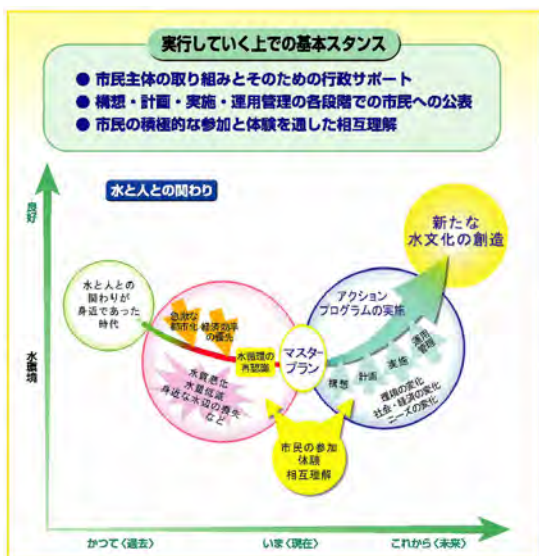 実行していく上での基本スタンス
● 市民主体の取り組みとそのための行政サポート
● 構想・計画・実施・運用管理の各段階での市民への公表
● 市民の積極的な参加と体験を通した相互理解
水と人との関わり
良好
水環境
新たな
水文化の創造
水と人との
関わりが
身近であった
時代
急激な
都市化
経済効率
の優先
水循環の
再認識
水質悪化
水量低減
身近な水辺の喪失
など
マスター
プラン
アクション
プログラムの実施
構想
計画
実施
運用
管理
環境の変化
社会・経済の変化
ニーズの変化
市民の参加
体験
相互理解
かつて〈過去〉
いま〈現在〉
これから〈未来〉